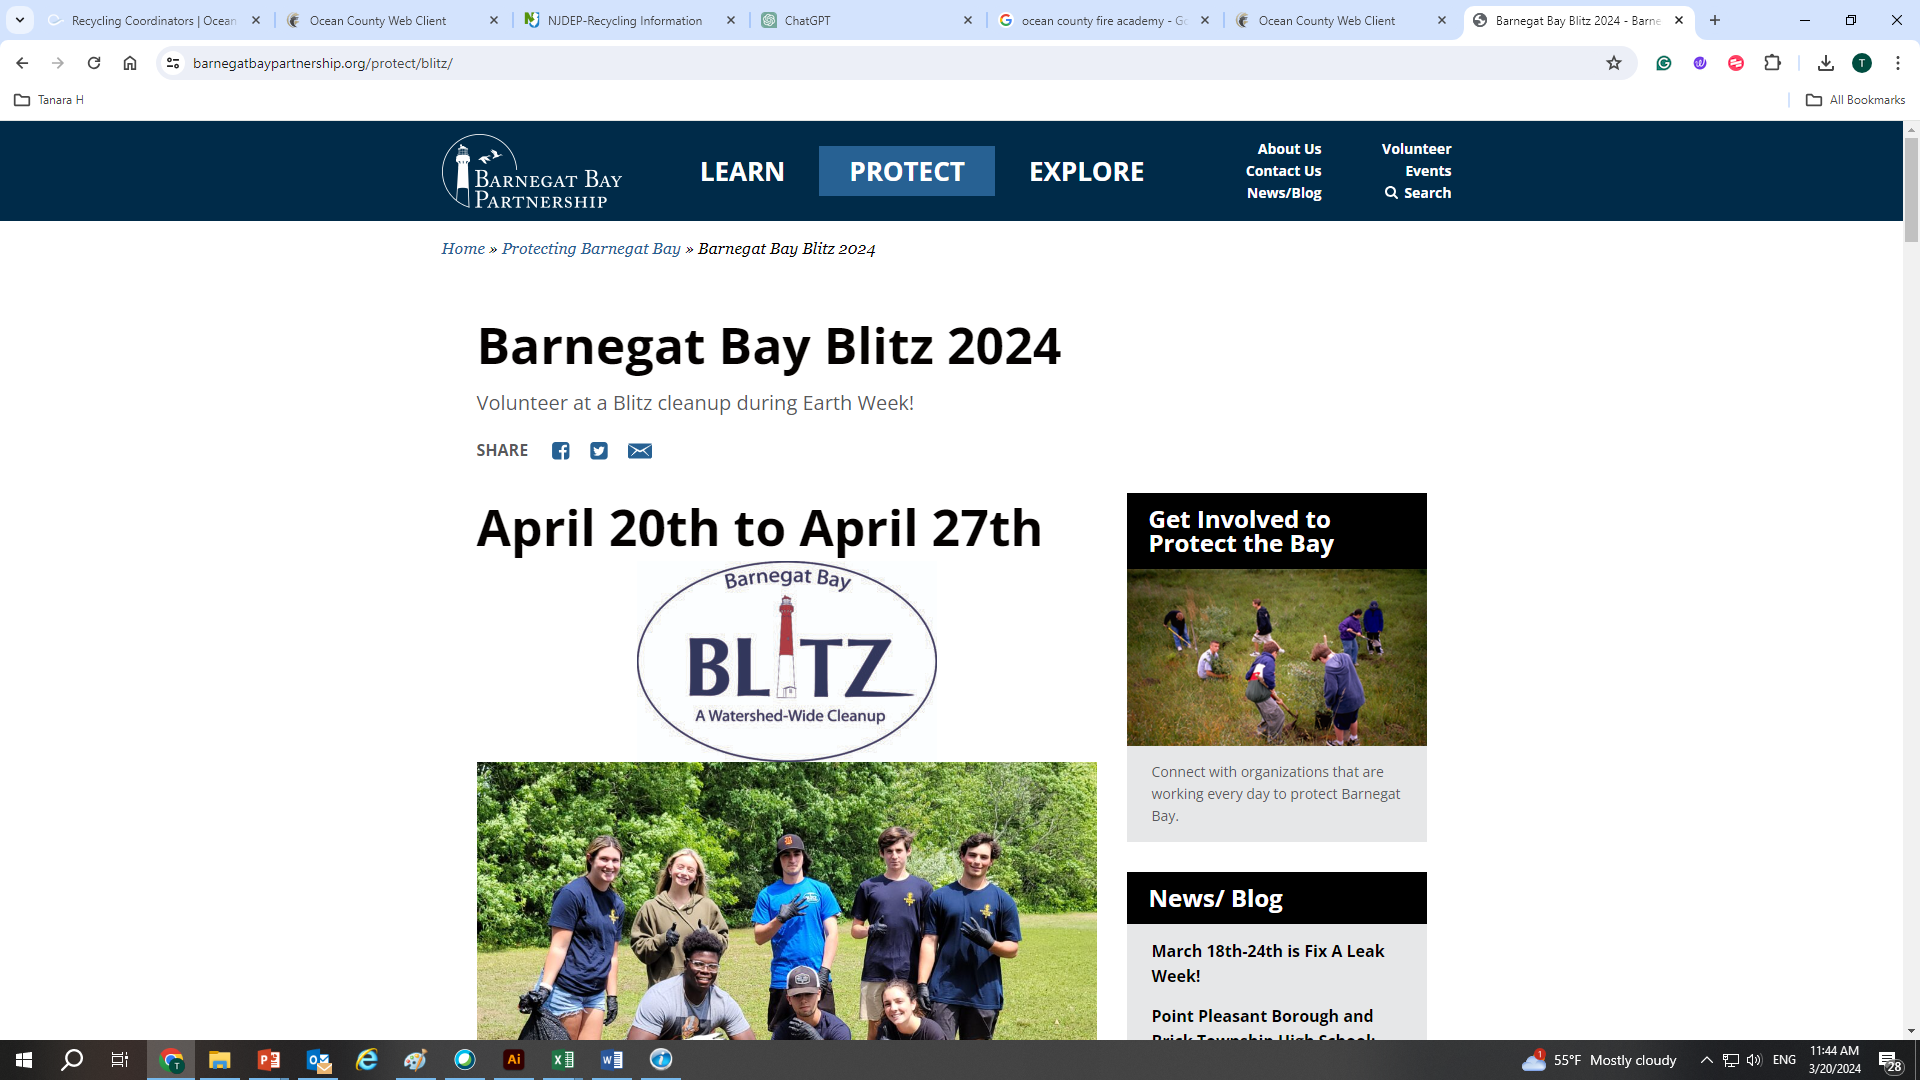 Recycling Coordinators | Ocean
Ocean County Web Client
NJDEP-Recycling Information
ChatGPT
ocean county fire academy - Go
Ocean County Web Client
Barnegat Bay Blitz 2024 - Barne
barnegatbaypartnership.org/protect/blitz/
T
Tanara H
All Bookmarks
BARNEGAT BAY
PARTNERSHIP
LEARN
PROTECT
EXPLORE
About Us
Contact Us
News/Blog
Volunteer
Events
Search
Home » Protecting Barnegat Bay » Barnegat Bay Blitz 2024
Barnegat Bay Blitz 2024
Volunteer at a Blitz cleanup during Earth Week!
SHARE
April 20th to April 27th
Barnegat Bay
BLITZ
A Watershed-Wide Cleanup
Get Involved to
Protect the Bay
Connect with organizations that are
working every day to protect Barnegat
Bay.
News/ Blog
March 18th-24th is Fix A Leak
Week!
Point Pleasant Borough and
Brick Township High School:
1
55°F Mostly cloudy
ENG
11:44 AM
3/20/2024
28